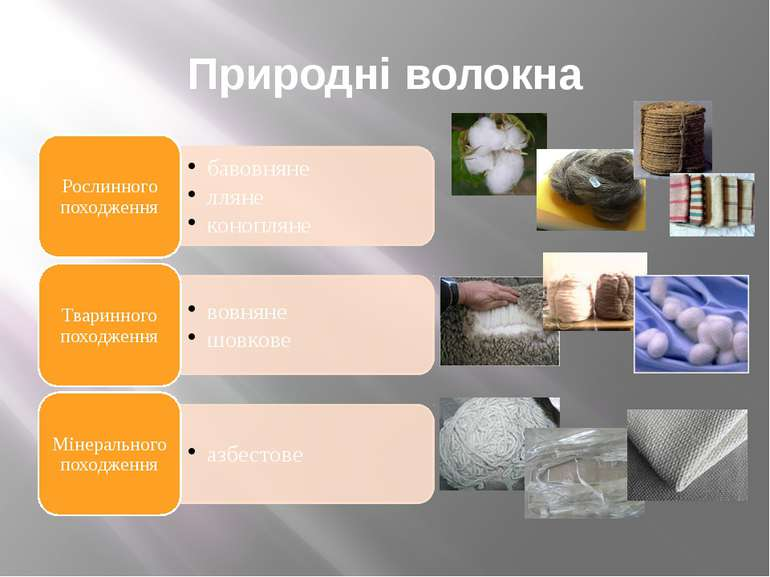 Природні волокна
Рослинного
походження
бавовняне
лляне
конопляне
Тваринного
походження
вовняне
шовкове
Мінерального
походження
азбестове